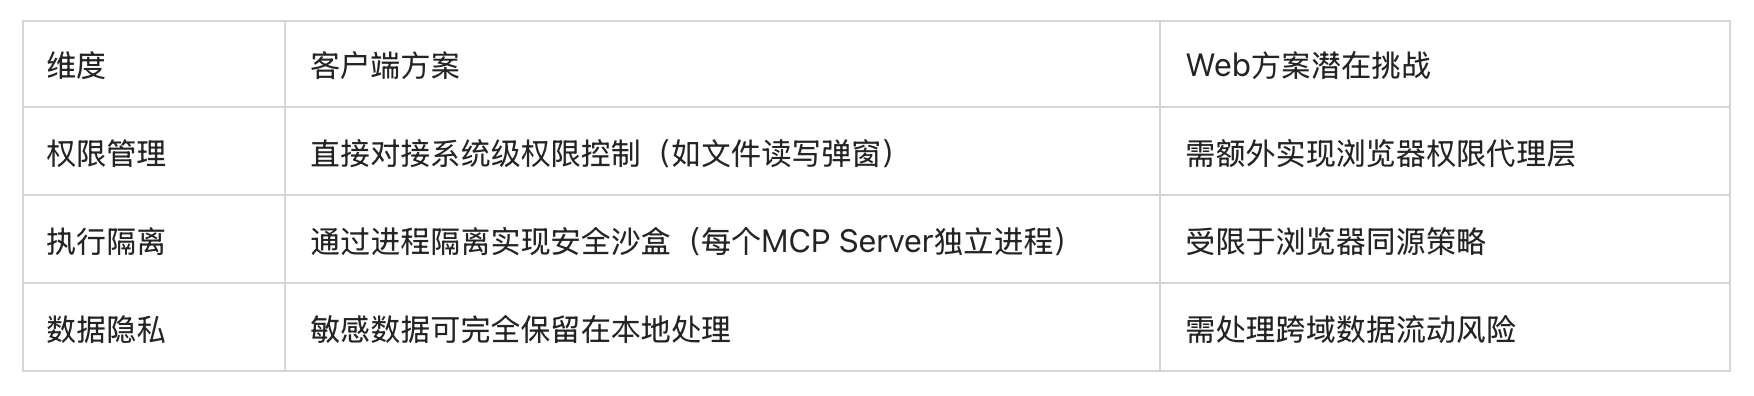 维度 客户端方案 Web方案潜在挑战
权限管理 直接对接系统级权限控制（如文件读写弹窗） 需额外实现浏览器权限代理层
执行隔离 通过进程隔离实现安全沙盒（每个MCP Server独立进程） 受限于浏览器同源策略
数据隐私 敏感数据可完全保留在本地处理 需处理跨域数据流动风险